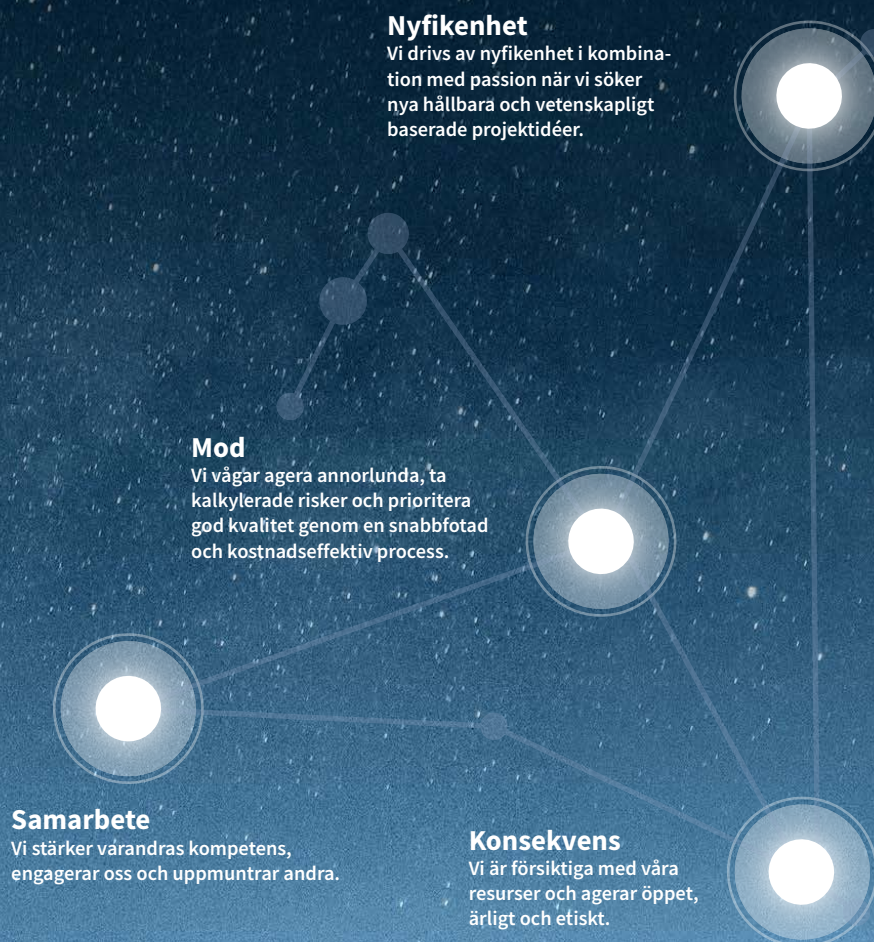 Nyfikenhet
Vi drivs av nyfikenhet i kombina-
tion med passion när vi söker
nya hållbara och vetenskapligt
baserade projektidéer.
Mod
Vi vågar agera annorlunda, ta
kalkylerade risker och prioritera
god kvalitet genom en snabbfotad
och kostnadseffektiv process.
Samarbete
Vi stärker varandras kompetens,
engagerar oss och uppmuntrar andra.
Konsekvens
Vi är försiktiga med våra
resurser och agerar öppet,
ärligt och etiskt.